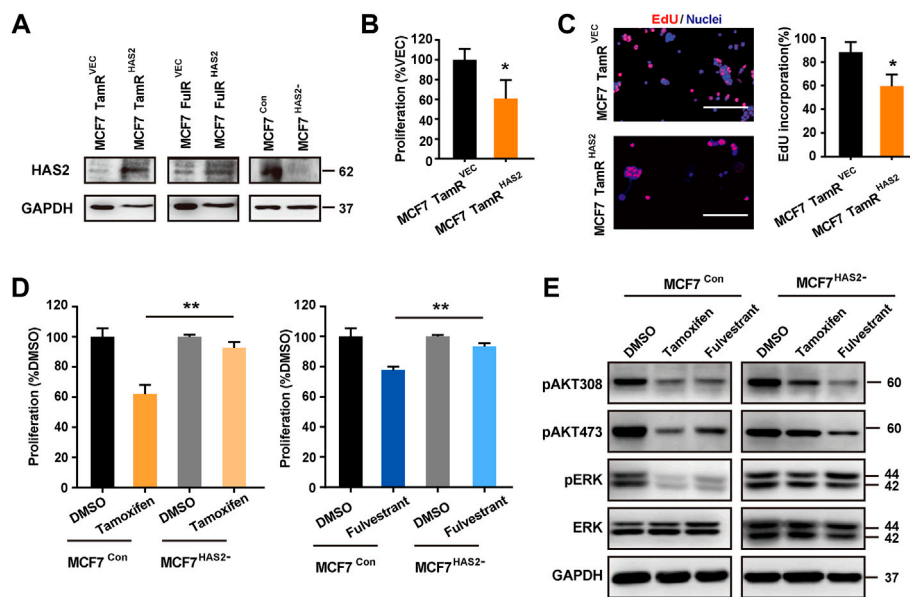 A
MCF7 TamR VEC
MCF7 TamR HAS2
MCF7 FulR VEC
MCF7 FulR HAS2
MCF7 Con
MCF7 HAS2-
HAS2
62
GAPDH
37
B
Proliferation (%VEC)
120
100
80
60
40
20
0
*
MCF7 TamR VEC
MCF7 TamR HAS2
C
EdU/Nuclei
MCF7 TamR VEC
MCF7 TamR HAS2
EdU incorporation(%)
100
80
60
40
20
0
*
MCF7 TamR VEC
MCF7 TamR HAS2
D
Proliferation (%DMSO)
120
100
80
60
40
20
0
**
DMSO
Tamoxifen
DMSO
Tamoxifen
MCF7 Con
MCF7 HAS2-
Proliferation (%DMSO)
120
100
80
60
40
20
0
**
DMSO
Fulvestrant
DMSO
Fulvestrant
MCF7 Con
MCF7 HAS2-
E
MCF7 Con
MCF7 HAS2-
DMSO
Tamoxifen
Fulvestrant
DMSO
Tamoxifen
Fulvestrant
pAKT308
60
pAKT473
60
pERK
44
42
ERK
44
42
GAPDH
37